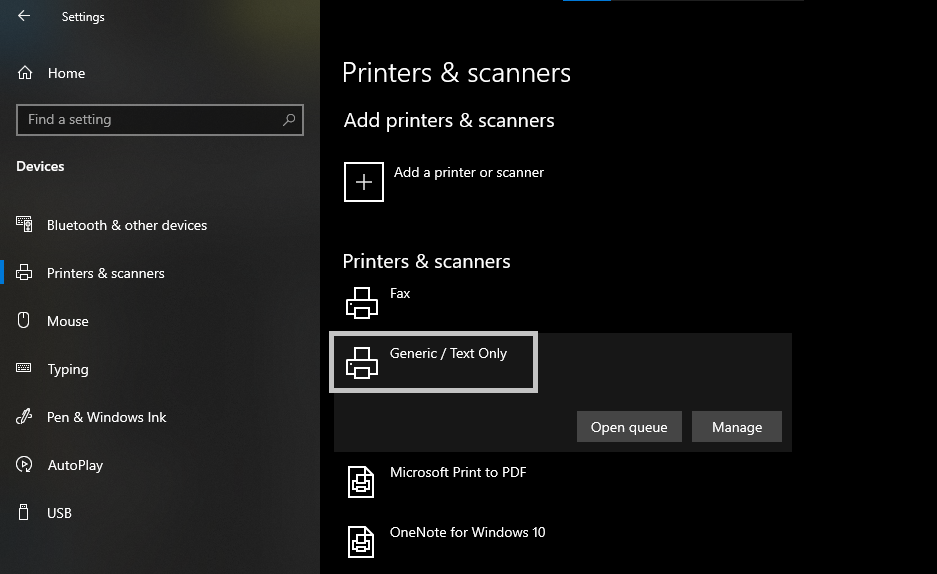 Settings
Home
Find a setting
Devices
Bluetooth & other devices
Printers & scanners
Mouse
Typing
Pen & Windows Ink
AutoPlay
USB
Printers & scanners
Add printers & scanners
Add a printer or scanner
Printers & scanners
Fax
Generic / Text Only
Open queue Manage
Microsoft Print to PDF
OneNote for Windows 10